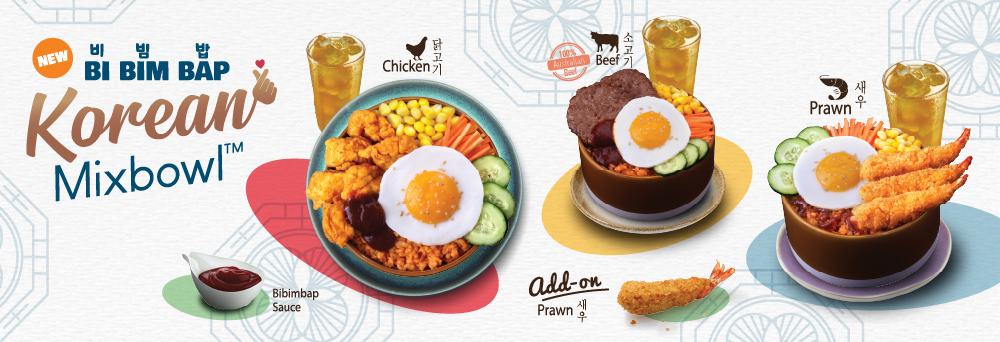 NEW
비 빔 밥
BI BIM BAP
Korean
Mixbowl™
Bibimbap
Sauce
Chicken 닭고기
100%
Australian
Beef
Beef 소고기
Prawn 새우
Add-on
Prawn 새우